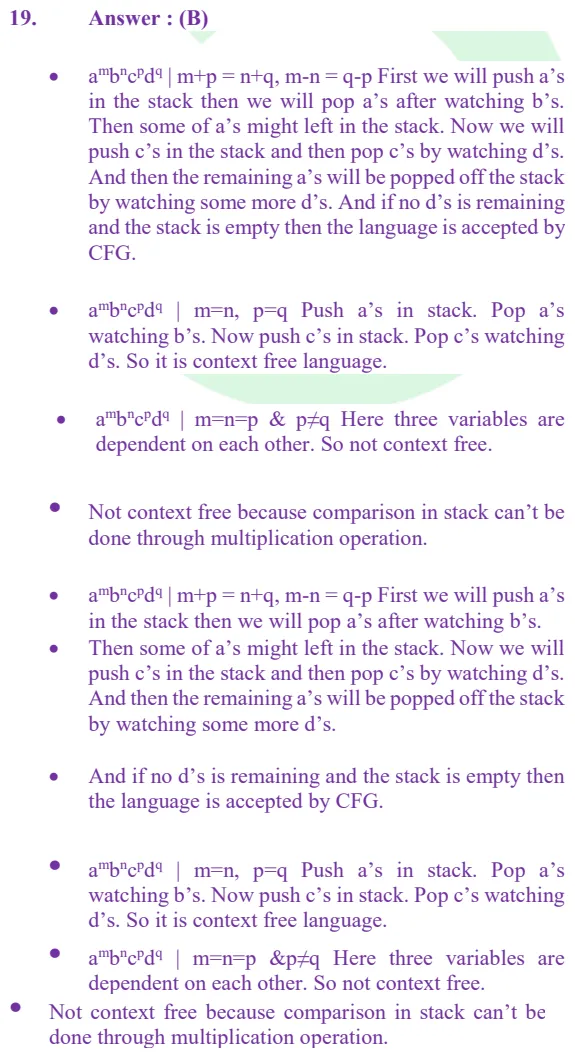 19. Answer : (B)
• aᵐbⁿcᵖd^q | m+p = n+q, m-n = q-p First we will push a’s
in the stack then we will pop a’s after watching b’s.
Then some of a’s might left in the stack. Now we will
push c’s in the stack and then pop c’s by watching d’s.
And then the remaining a’s will be popped off the stack
by watching some more d’s. And if no d’s is remaining
and the stack is empty then the language is accepted by
CFG.
• aᵐbⁿcᵖd^q | m=n, p=q Push a’s in stack. Pop a’s
watching b’s. Now push c’s in stack. Pop c’s watching
d’s. So it is context free language.
• aᵐbⁿcᵖd^q | m=n=p & p≠q Here three variables are
dependent on each other. So not context free.
• Not context free because comparison in stack can’t be
done through multiplication operation.
• aᵐbⁿcᵖd^q | m+p = n+q, m-n = q-p First we will push a’s
in the stack then we will pop a’s after watching b’s.
• Then some of a’s might left in the stack. Now we will
push c’s in the stack and then pop c’s by watching d’s.
And then the remaining a’s will be popped off the stack
by watching some more d’s.
• And if no d’s is remaining and the stack is empty then
the language is accepted by CFG.
• aᵐbⁿcᵖd^q | m=n, p=q Push a’s in stack. Pop a’s
watching b’s. Now push c’s in stack. Pop c’s watching
d’s. So it is context free language.
• aᵐbⁿcᵖd^q | m=n=p &p≠q Here three variables are
dependent on each other. So not context free.
• Not context free because comparison in stack can’t be
done through multiplication operation.